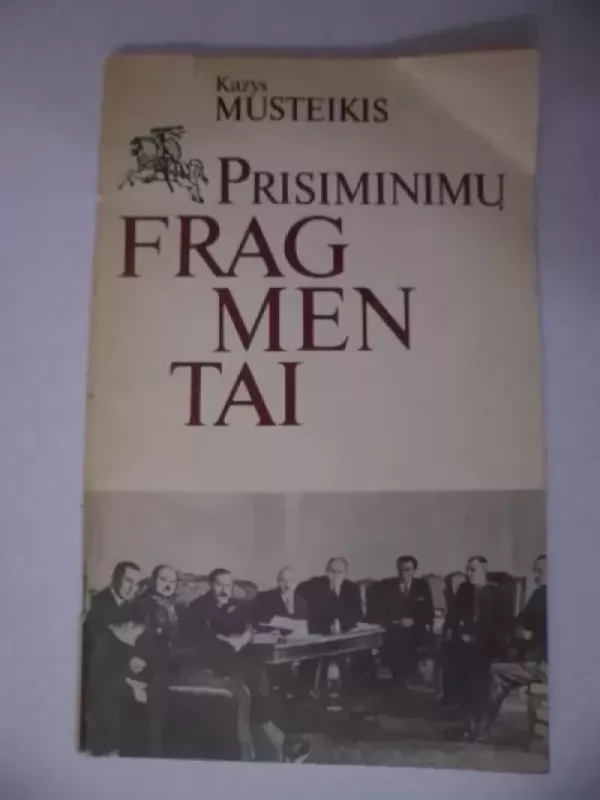 Kazys
MUSTEIKIS
PRISIMINIMŲ
FRAG
MEN
TAI